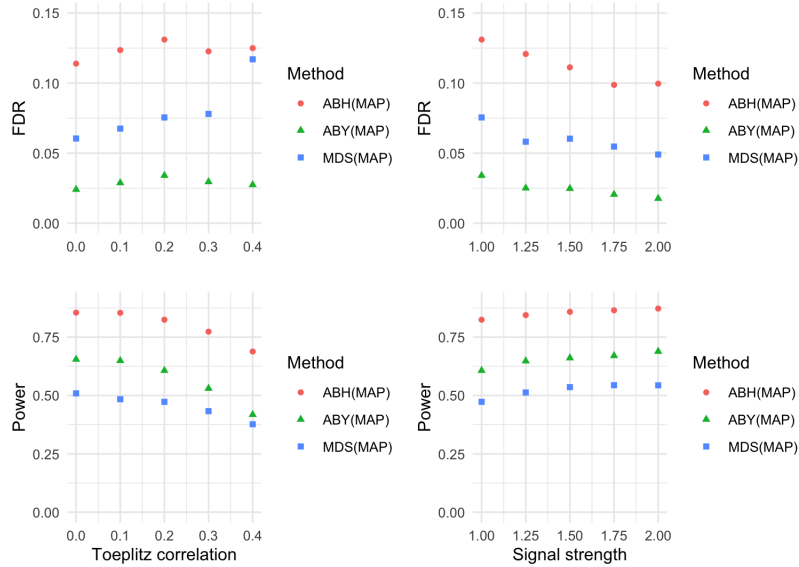 FDR
0.15
0.10
0.05
0.00
0.0 0.1 0.2 0.3 0.4
Method
ABH(MAP)
ABY(MAP)
MDS(MAP)
FDR
0.15
0.10
0.05
0.00
1.00 1.25 1.50 1.75 2.00
Method
ABH(MAP)
ABY(MAP)
MDS(MAP)
Power
0.75
0.50
0.25
0.00
0.0 0.1 0.2 0.3 0.4
Toeplitz correlation
Method
ABH(MAP)
ABY(MAP)
MDS(MAP)
Power
0.75
0.50
0.25
0.00
1.00 1.25 1.50 1.75 2.00
Signal strength
Method
ABH(MAP)
ABY(MAP)
MDS(MAP)